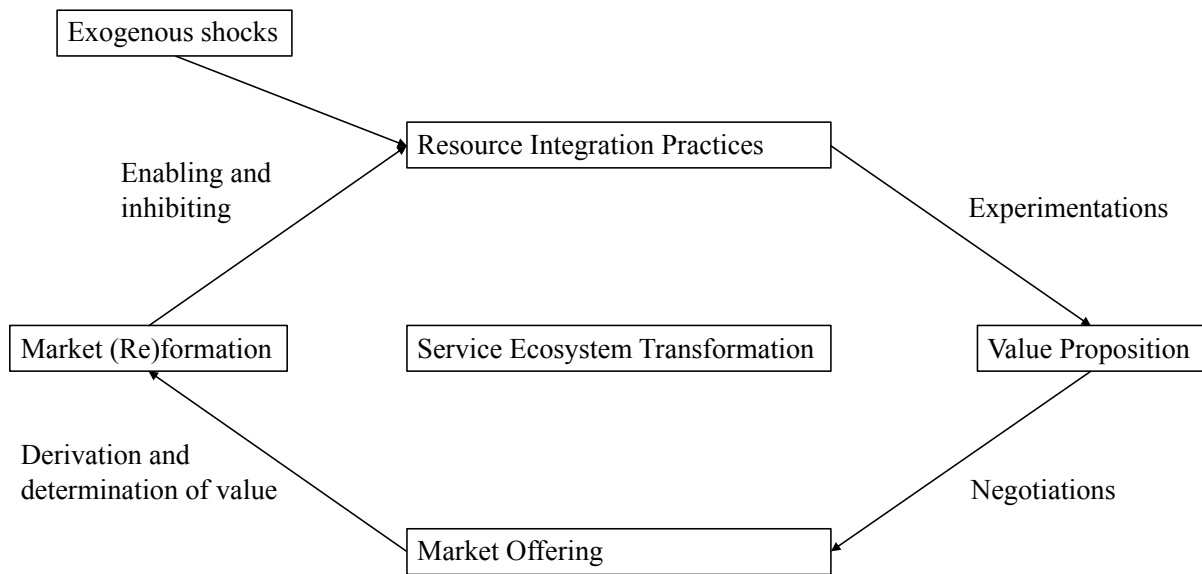 Exogenous shocks
Resource Integration Practices
Enabling and
inhibiting
Experimentations
Market (Re)formation
Service Ecosystem Transformation
Value Proposition
Derivation and
determination of value
Negotiations
Market Offering